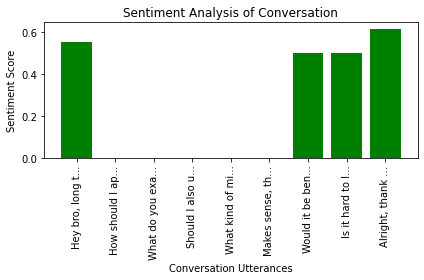 Sentiment Analysis of Conversation
Sentiment Score
0.6
0.4
0.2
0.0
Hey bro, long t...
How should I ap...
What do you exa...
Should I also u...
What kind of mi...
Makes sense, th...
Would it be ben...
Is it hard to l...
Alright, thank ...
Conversation Utterances